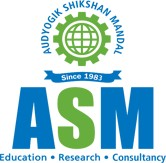 AUDYOGIK SHIKSHAN MANDAL
Since 1983
ASM
Education • Research • Consultancy